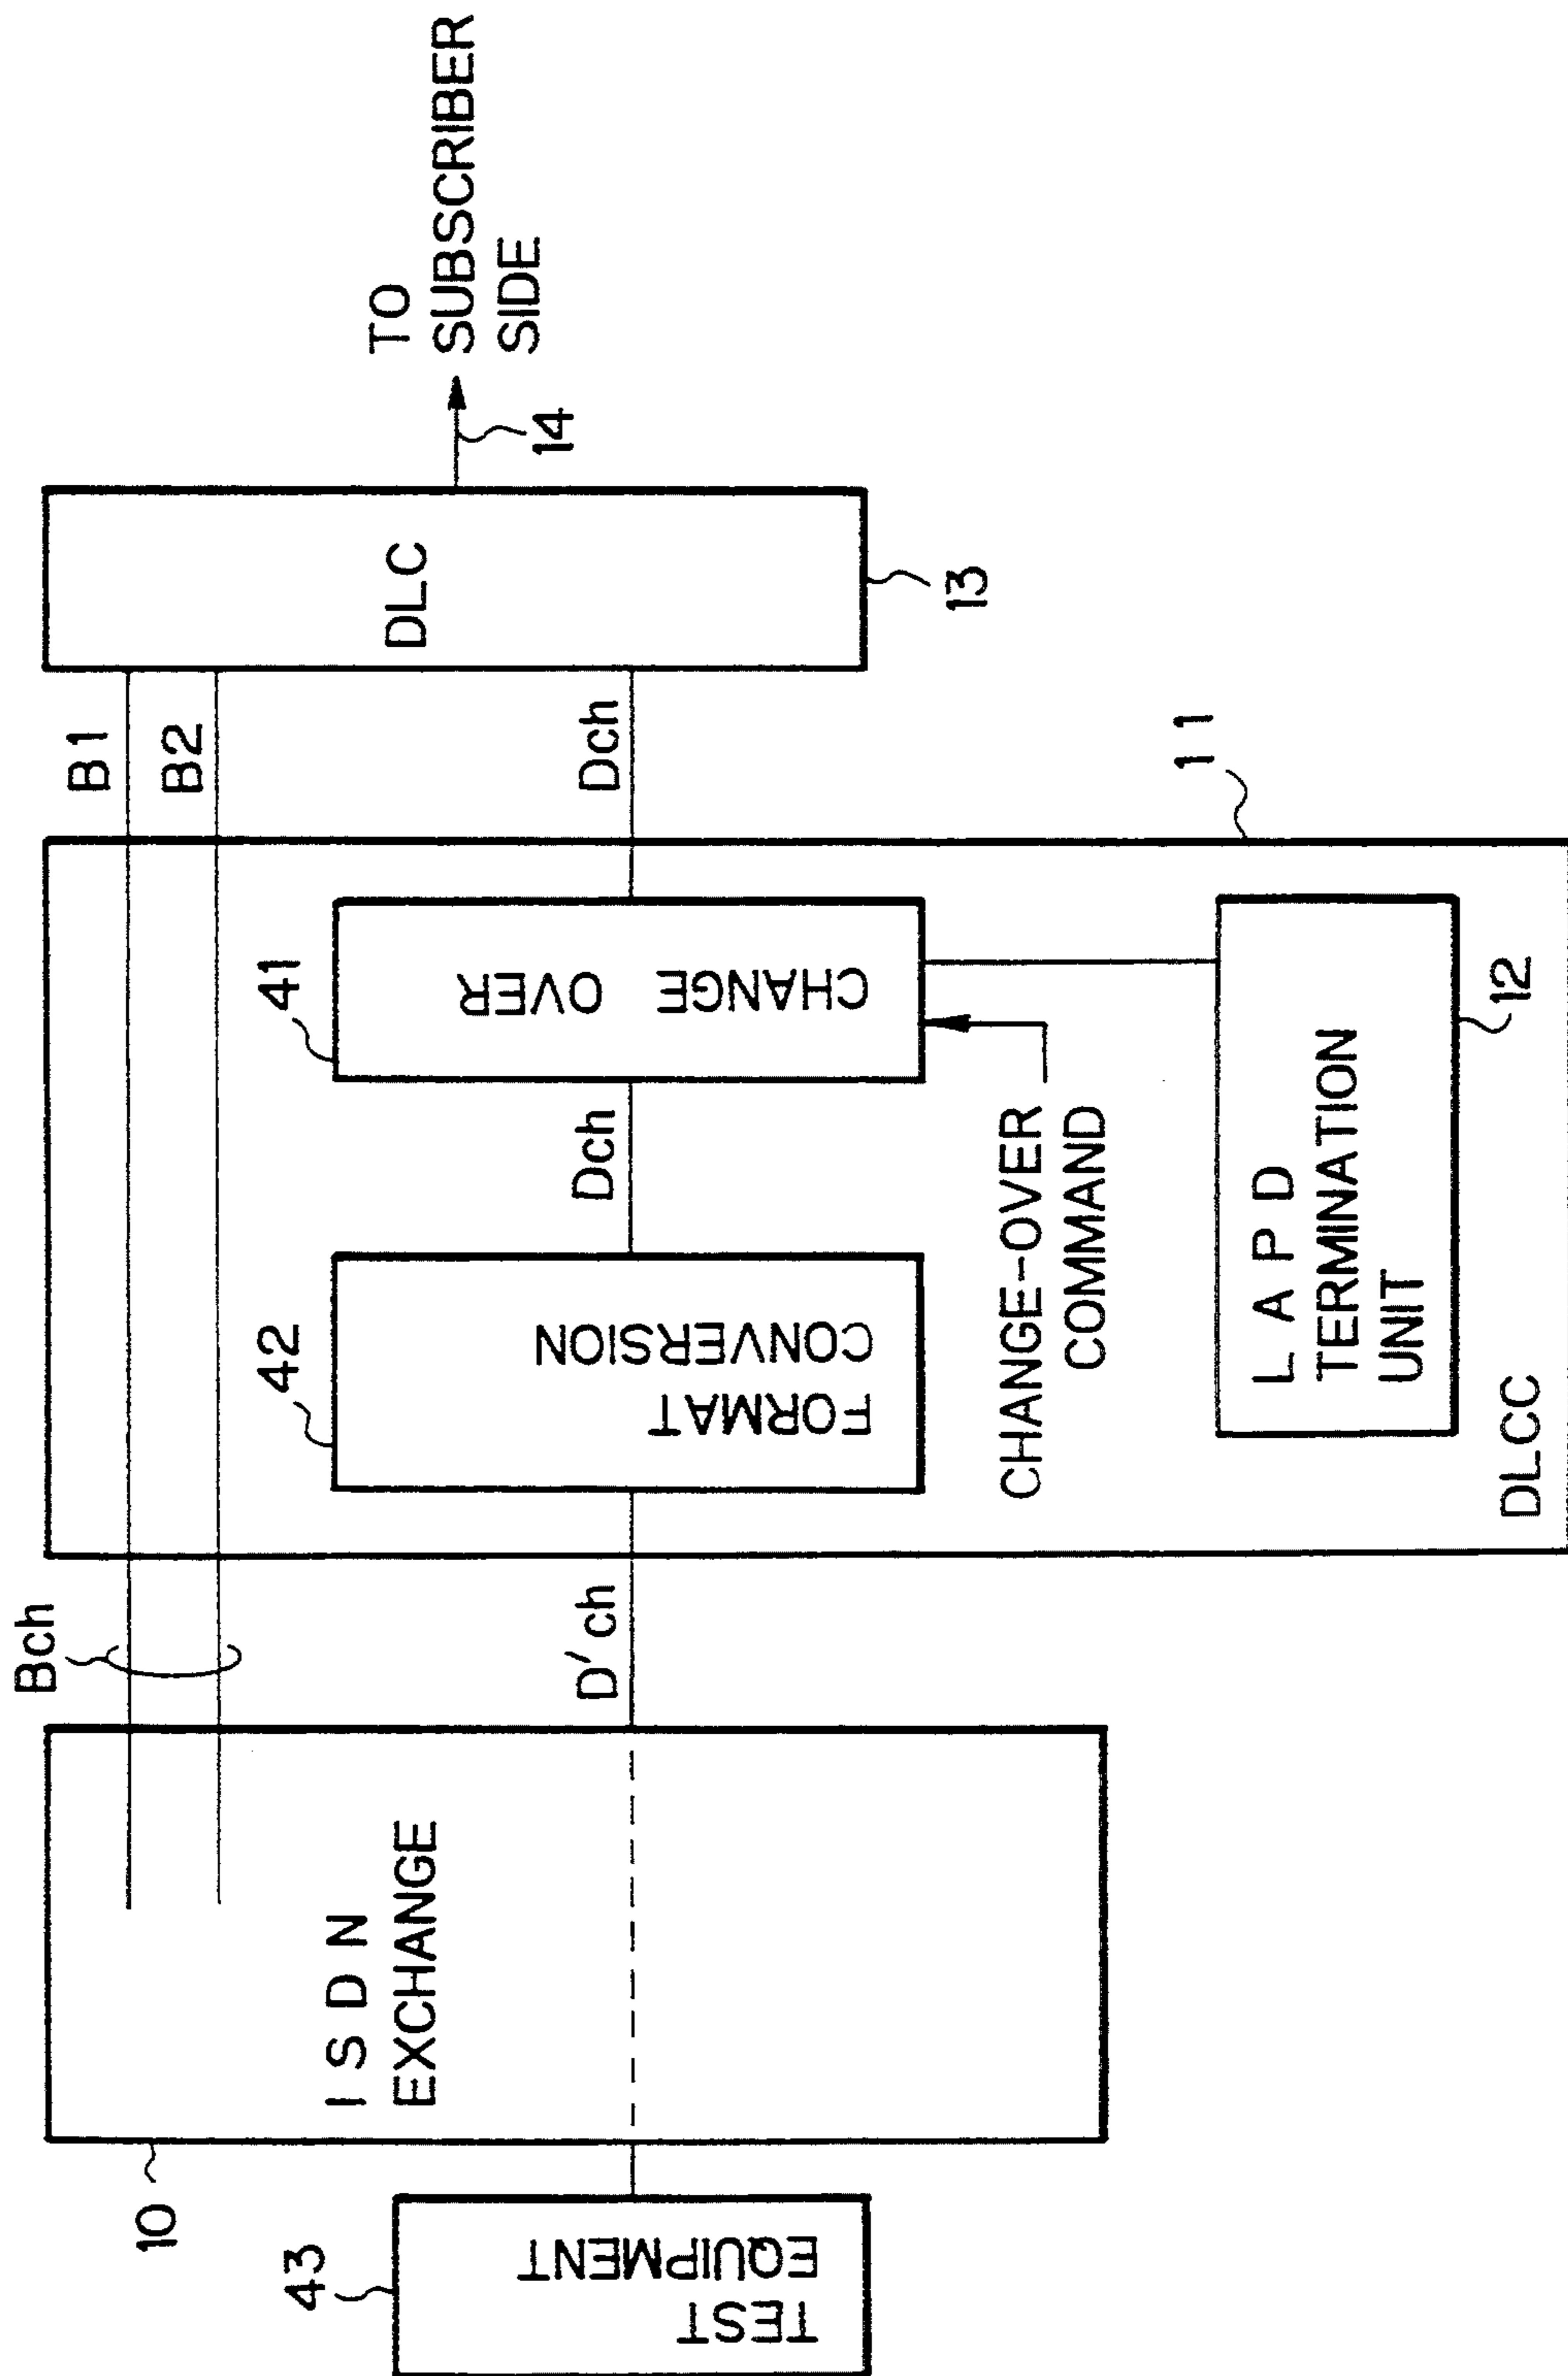 43
TEST
EQUIPMENT
10
I S D N
EXCHANGE
Bch
D'ch
42
FORMAT
CONVERSION
Dch
41
CHANGE
OVER
CHANGE-OVER
COMMAND
L A P D
TERMINATION
UNIT
12
DLCC
11
B1
B2
Dch
DLC
13
14
TO
SUBSCRIBER
SIDE